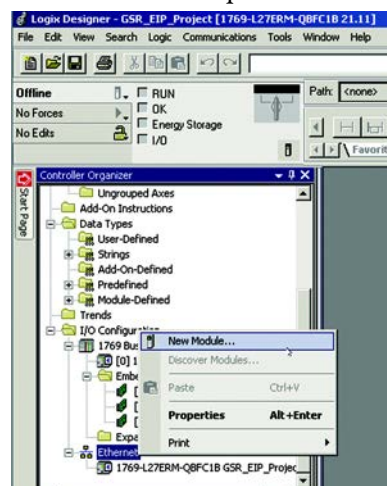 Logix Designer - GSR_EIP_Project [1769-L27ERM-QBFC1B 21.11]
File Edit View Search Logic Communications Tools Window Help
Offline
RUN
Path: <none>
No Forces
OK
No Edits
Energy Storage
I/O
Favorit
Start Page
Controller Organizer
Ungrouped Axes
Add-On Instructions
Data Types
User-Defined
Strings
Add-On-Defined
Predefined
Module-Defined
Trends
I/O Configuration
1769 Bus
New Module...
[0] 1
Discover Modules...
Embe
Paste Ctrl+V
Properties Alt+Enter
Expa
Print
Ethernet
1769-L27ERM-QBFC1B GSR_EIP_Projec